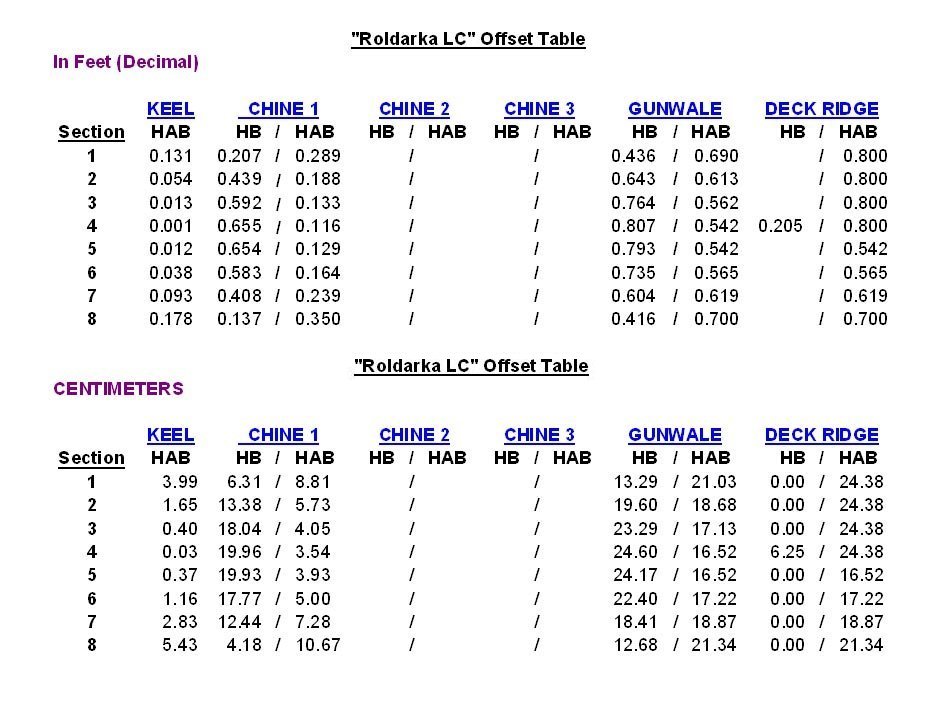 "Roldarka LC" Offset Table
In Feet (Decimal)
KEEL CHINE 1 CHINE 2 CHINE 3 GUNWALE DECK RIDGE
Section HAB HB / HAB HB / HAB HB / HAB HB / HAB HB / HAB
1 0.131 0.207 / 0.289 / / 0.436 / 0.690 / 0.800
2 0.054 0.439 / 0.188 / / 0.643 / 0.613 / 0.800
3 0.013 0.592 / 0.133 / / 0.764 / 0.562 / 0.800
4 0.001 0.655 / 0.116 / / 0.807 / 0.542 0.205 / 0.800
5 0.012 0.654 / 0.129 / / 0.793 / 0.542 / 0.542
6 0.038 0.583 / 0.164 / / 0.735 / 0.565 / 0.565
7 0.093 0.408 / 0.239 / / 0.604 / 0.619 / 0.619
8 0.178 0.137 / 0.350 / / 0.416 / 0.700 / 0.700
"Roldarka LC" Offset Table
CENTIMETERS
KEEL CHINE 1 CHINE 2 CHINE 3 GUNWALE DECK RIDGE
Section HAB HB / HAB HB / HAB HB / HAB HB / HAB HB / HAB
1 3.99 6.31 / 8.81 / / 13.29 / 21.03 0.00 / 24.38
2 1.65 13.38 / 5.73 / / 19.60 / 18.68 0.00 / 24.38
3 0.40 18.04 / 4.05 / / 23.29 / 17.13 0.00 / 24.38
4 0.03 19.96 / 3.54 / / 24.60 / 16.52 6.25 / 24.38
5 0.37 19.93 / 3.93 / / 24.17 / 16.52 0.00 / 16.52
6 1.16 17.77 / 5.00 / / 22.40 / 17.22 0.00 / 17.22
7 2.83 12.44 / 7.28 / / 18.41 / 18.87 0.00 / 18.87
8 5.43 4.18 / 10.67 / / 12.68 / 21.34 0.00 / 21.34